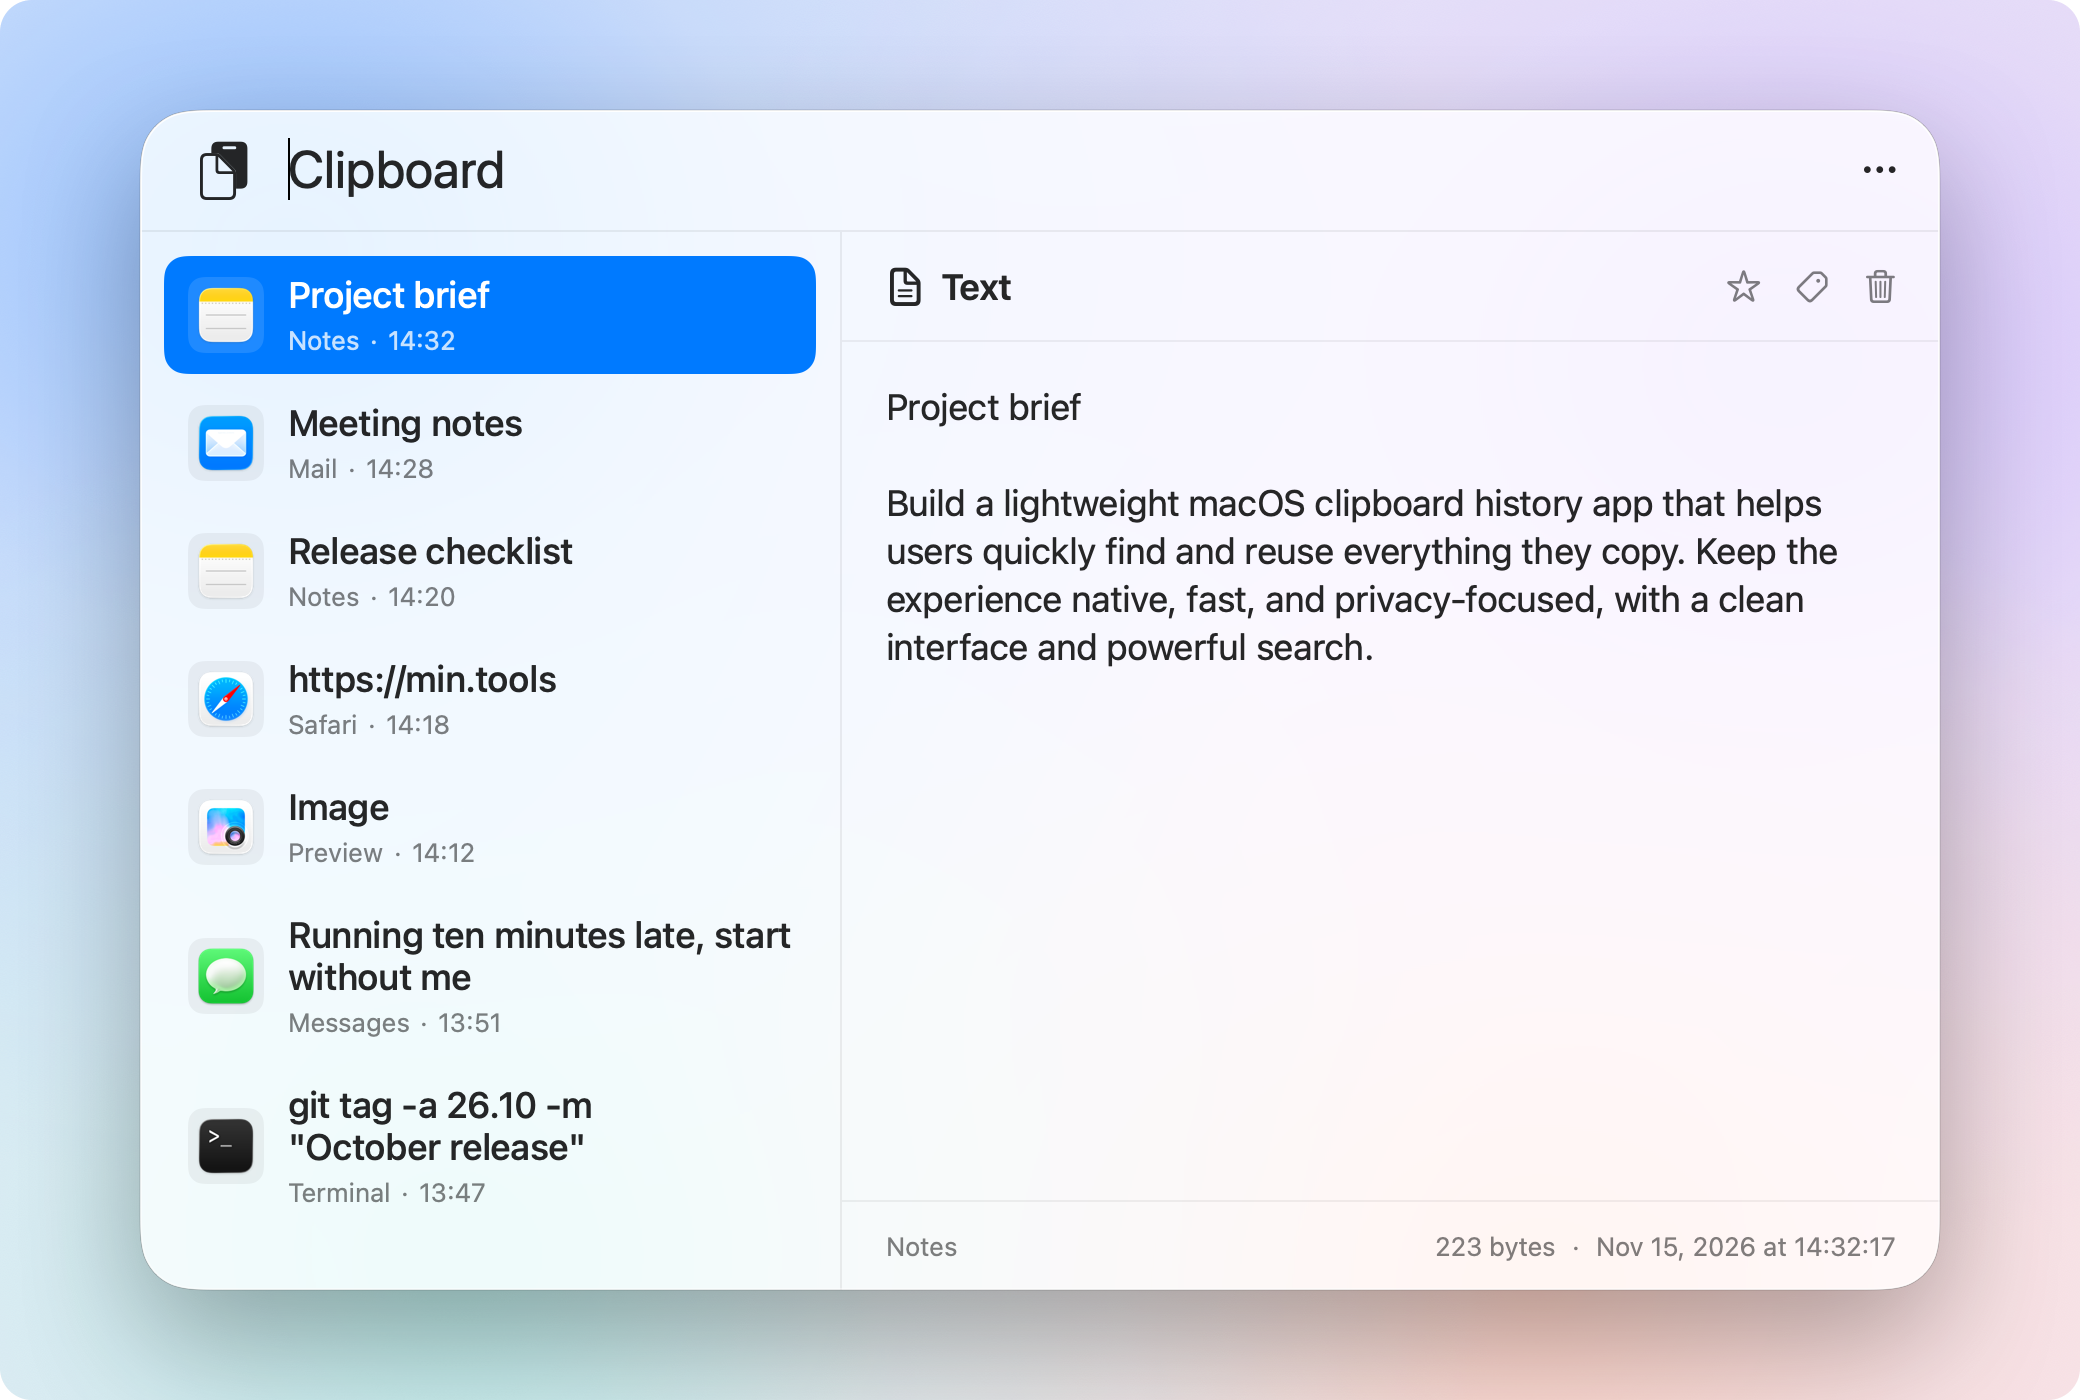 Clipboard
Project brief
Notes · 14:32
Meeting notes
Mail · 14:28
Release checklist
Notes · 14:20
https://min.tools
Safari · 14:18
Image
Preview · 14:12
Running ten minutes late, start
without me
Messages · 13:51
>_
git tag -a 26.10 -m
"October release"
Terminal · 13:47
Text
Project brief
Build a lightweight macOS clipboard history app that helps
users quickly find and reuse everything they copy. Keep the
experience native, fast, and privacy-focused, with a clean
interface and powerful search.
Notes
223 bytes · Nov 15, 2026 at 14:32:17